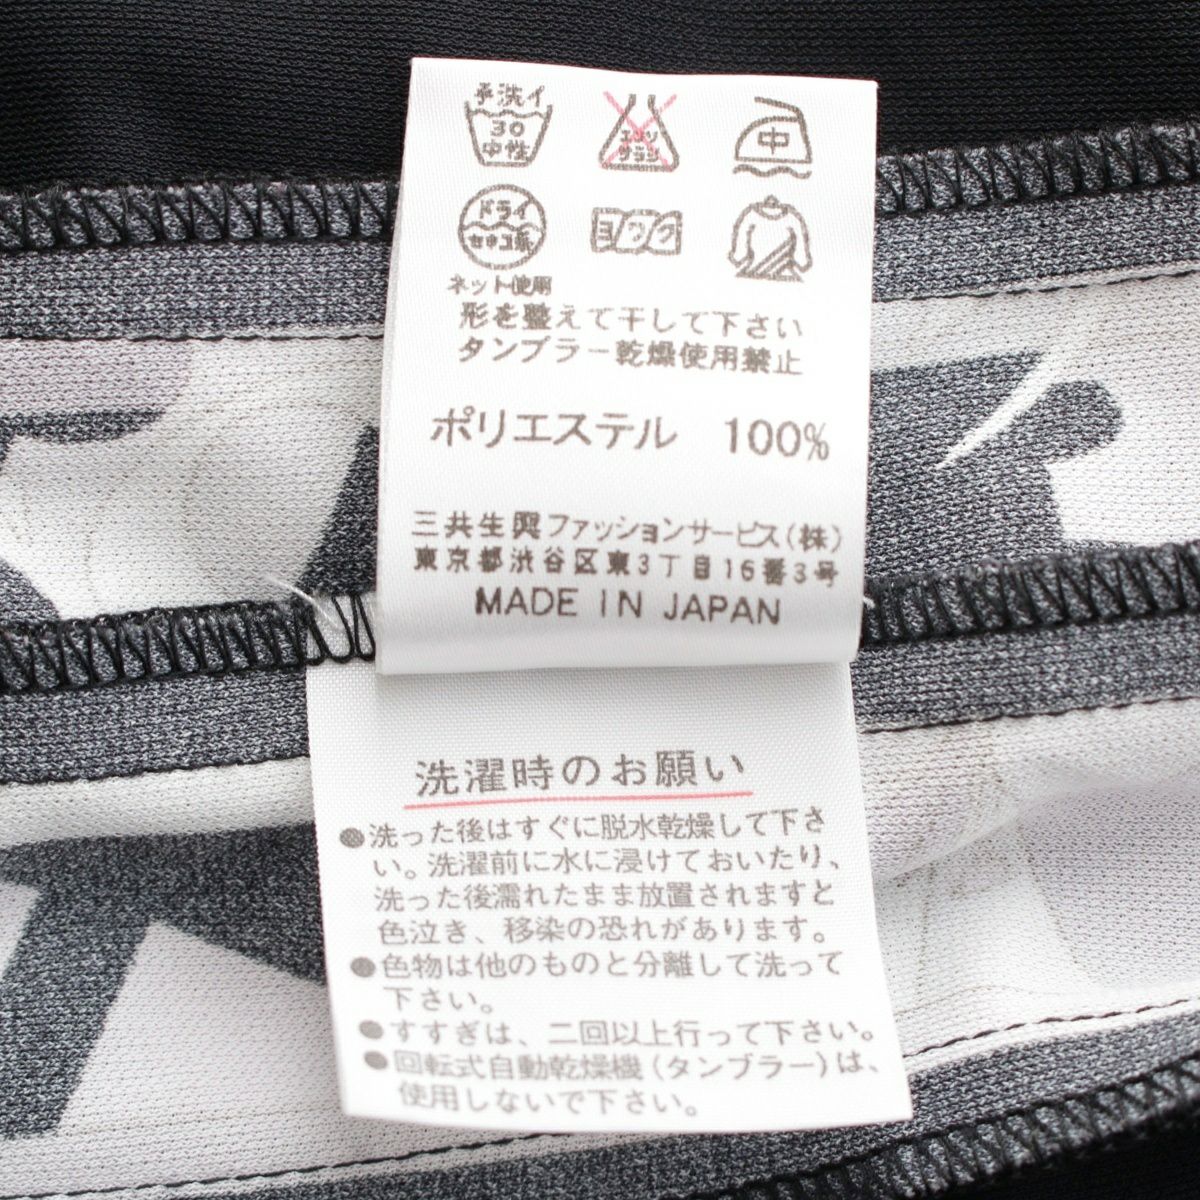 手洗イ
30
中性
エンソ
サラシ
中
ドライ
セキユ系
ヨワク
ネット使用
形を整えて干して下さい
タンブラー乾燥使用禁止
ポリエステル 100%
三共生興ファッションサービス(株)
東京都渋谷区東3丁目16番3号
MADE IN JAPAN
洗濯時のお願い
●洗った後はすぐに脱水乾燥して下さ
い。洗濯前に水に浸けておいたり、
洗った後濡れたまま放置されますと
色泣き、移染の恐れがあります。
●色物は他のものと分離して洗って
下さい。
●すすぎは、二回以上行って下さい。
●回転式自動乾燥機(タンブラー)は、
使用しないで下さい。